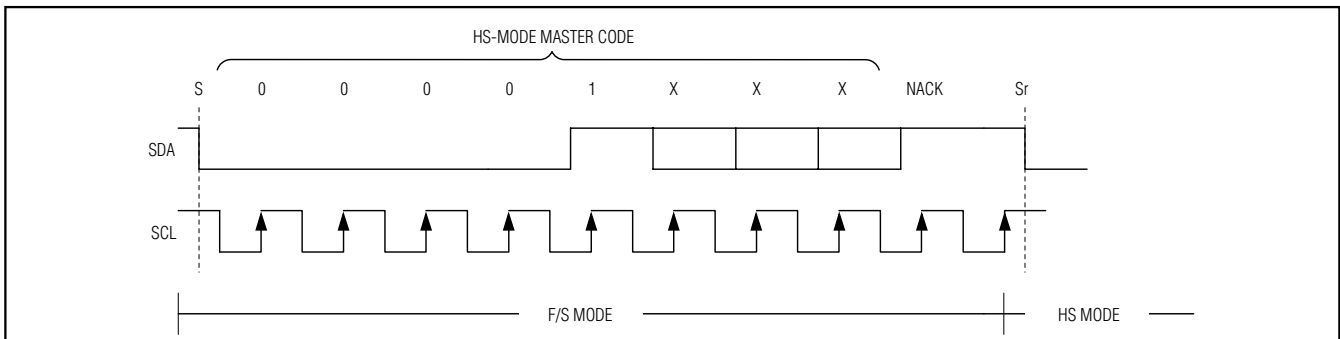 HS-MODE MASTER CODE
S 0 0 0 0 1 X X X NACK Sr
SDA
SCL
F/S MODE HS MODE